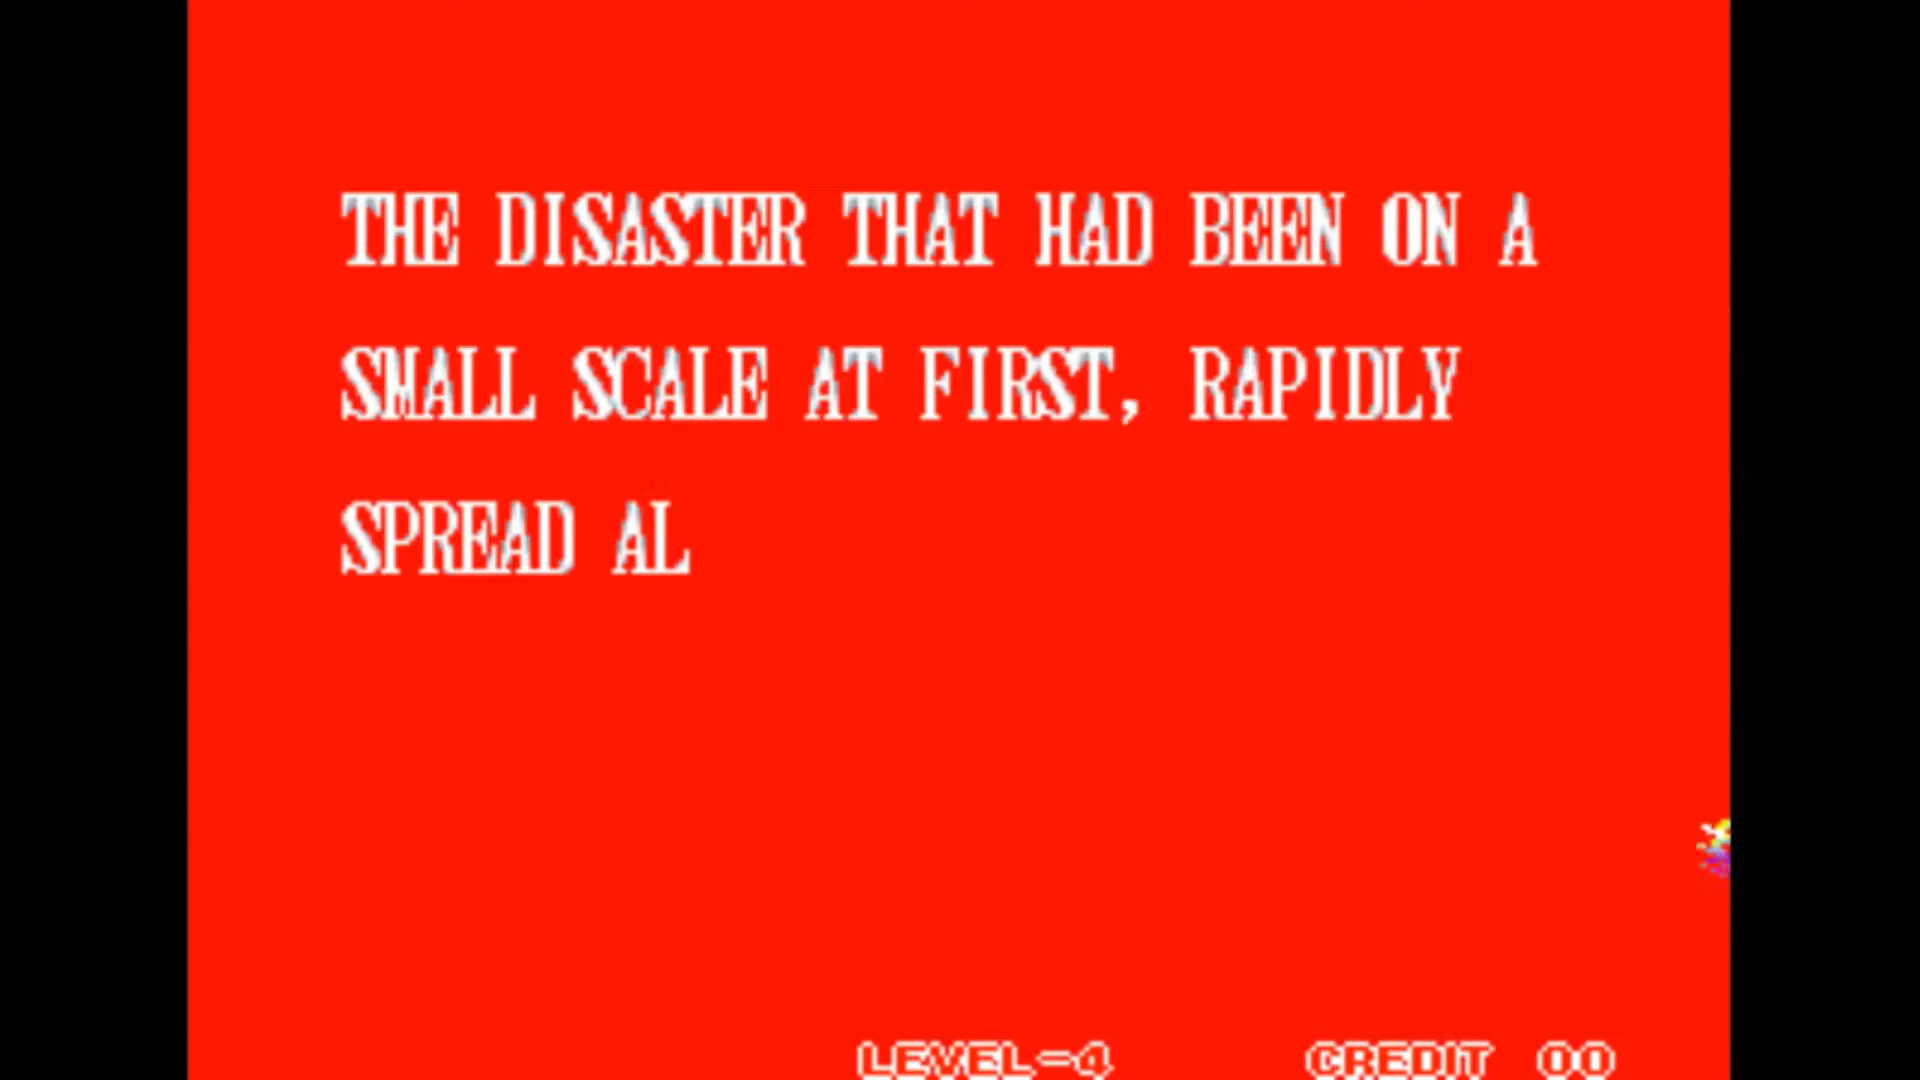 THE DISASTER THAT HAD BEEN ON A
SMALL SCALE AT FIRST, RAPIDLY
SPREAD AL
LEVEL-4 CREDIT 00